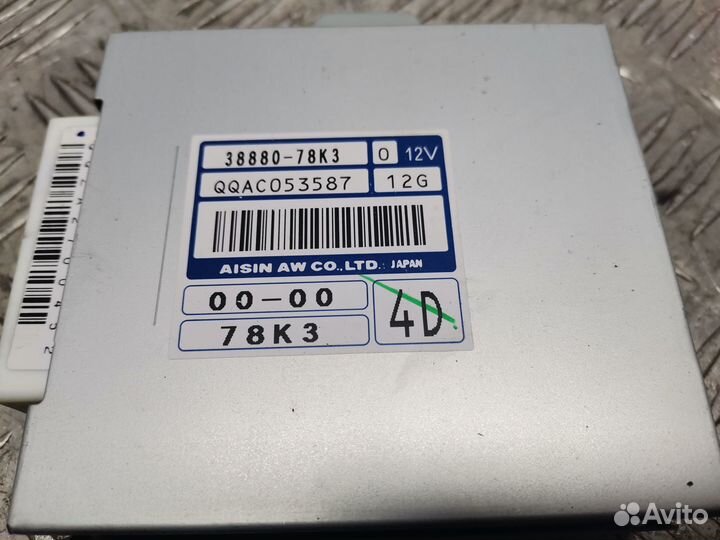 38880-78K3 0 12V
QQAC053587 12G
AISIN AW CO.,LTD. JAPAN
00-00
4D
78K3
Avito